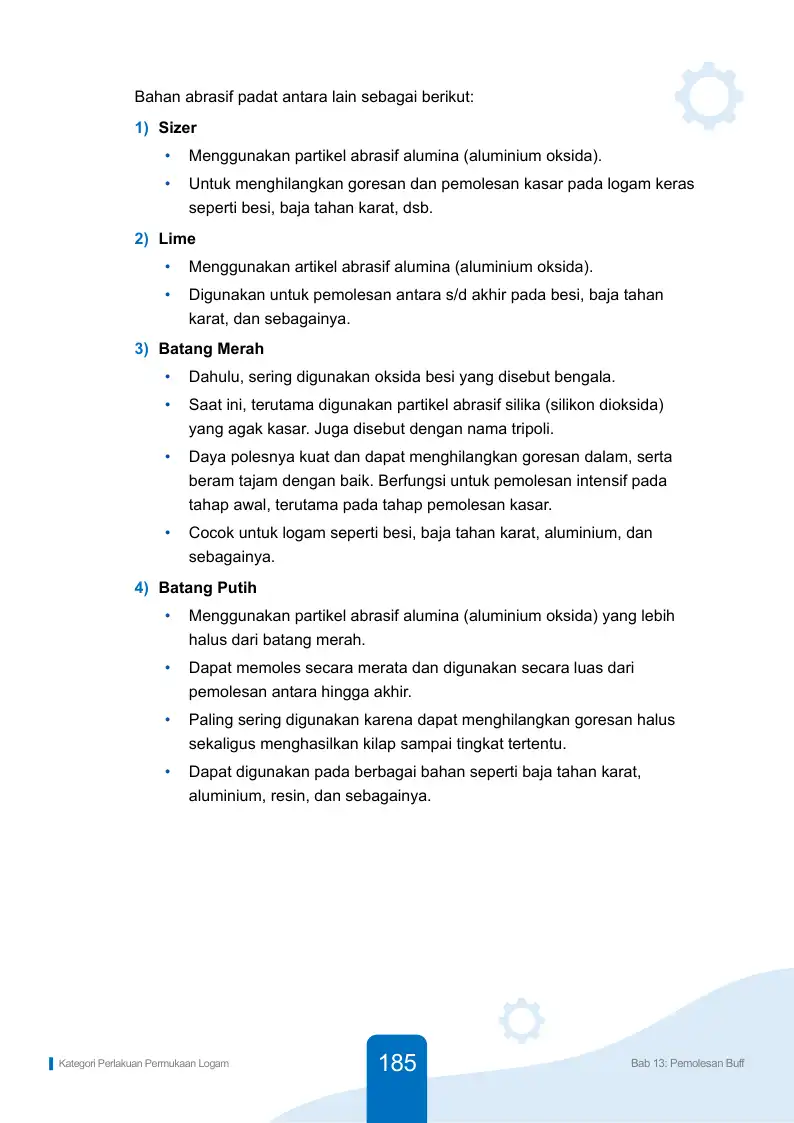 Bahan abrasif padat antara lain sebagai berikut:
1) Sizer
• Menggunakan partikel abrasif alumina (aluminium oksida).
• Untuk menghilangkan goresan dan pemolesan kasar pada logam keras
seperti besi, baja tahan karat, dsb.
2) Lime
• Menggunakan artikel abrasif alumina (aluminium oksida).
• Digunakan untuk pemolesan antara s/d akhir pada besi, baja tahan
karat, dan sebagainya.
3) Batang Merah
• Dahulu, sering digunakan oksida besi yang disebut bengala.
• Saat ini, terutama digunakan partikel abrasif silika (silikon dioksida)
yang agak kasar. Juga disebut dengan nama tripoli.
• Daya polesnya kuat dan dapat menghilangkan goresan dalam, serta
beram tajam dengan baik. Berfungsi untuk pemolesan intensif pada
tahap awal, terutama pada tahap pemolesan kasar.
• Cocok untuk logam seperti besi, baja tahan karat, aluminium, dan
sebagainya.
4) Batang Putih
• Menggunakan partikel abrasif alumina (aluminium oksida) yang lebih
halus dari batang merah.
• Dapat memoles secara merata dan digunakan secara luas dari
pemolesan antara hingga akhir.
• Paling sering digunakan karena dapat menghilangkan goresan halus
sekaligus menghasilkan kilap sampai tingkat tertentu.
• Dapat digunakan pada berbagai bahan seperti baja tahan karat,
aluminium, resin, dan sebagainya.
Kategori Perlakuan Permukaan Logam
185
Bab 13: Pemolesan Buff